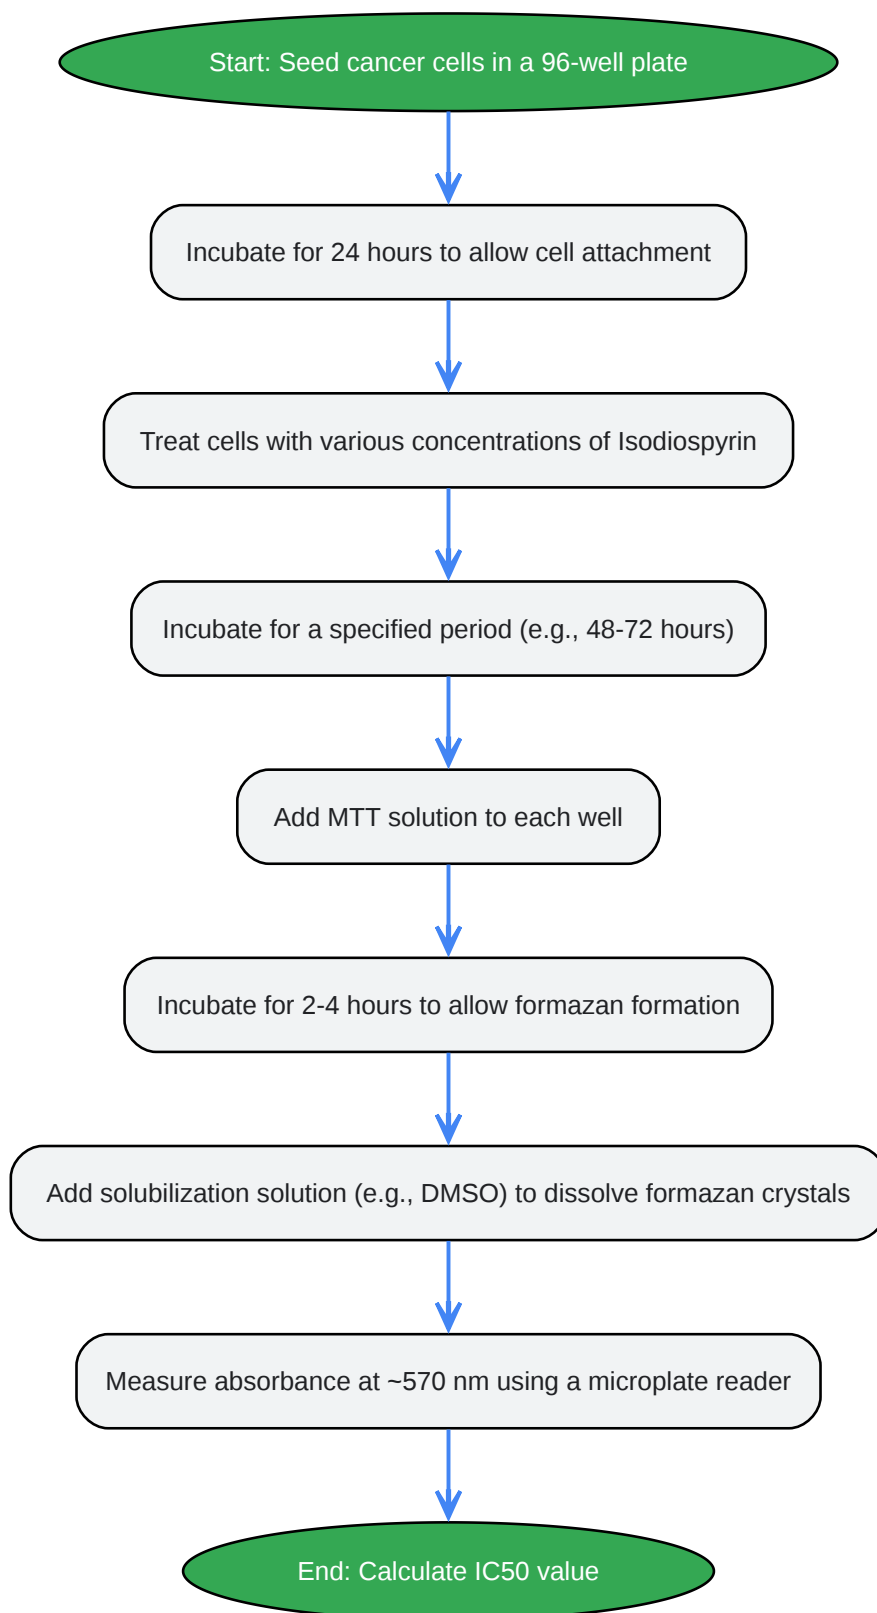 Start: Seed cancer cells in a 96-well plate
Incubate for 24 hours to allow cell attachment
Treat cells with various concentrations of Isodiospyrin
Incubate for a specified period (e.g., 48-72 hours)
Add MTT solution to each well
Incubate for 2-4 hours to allow formazan formation
Add solubilization solution (e.g., DMSO) to dissolve formazan crystals
Measure absorbance at ~570 nm using a microplate reader
End: Calculate IC50 value